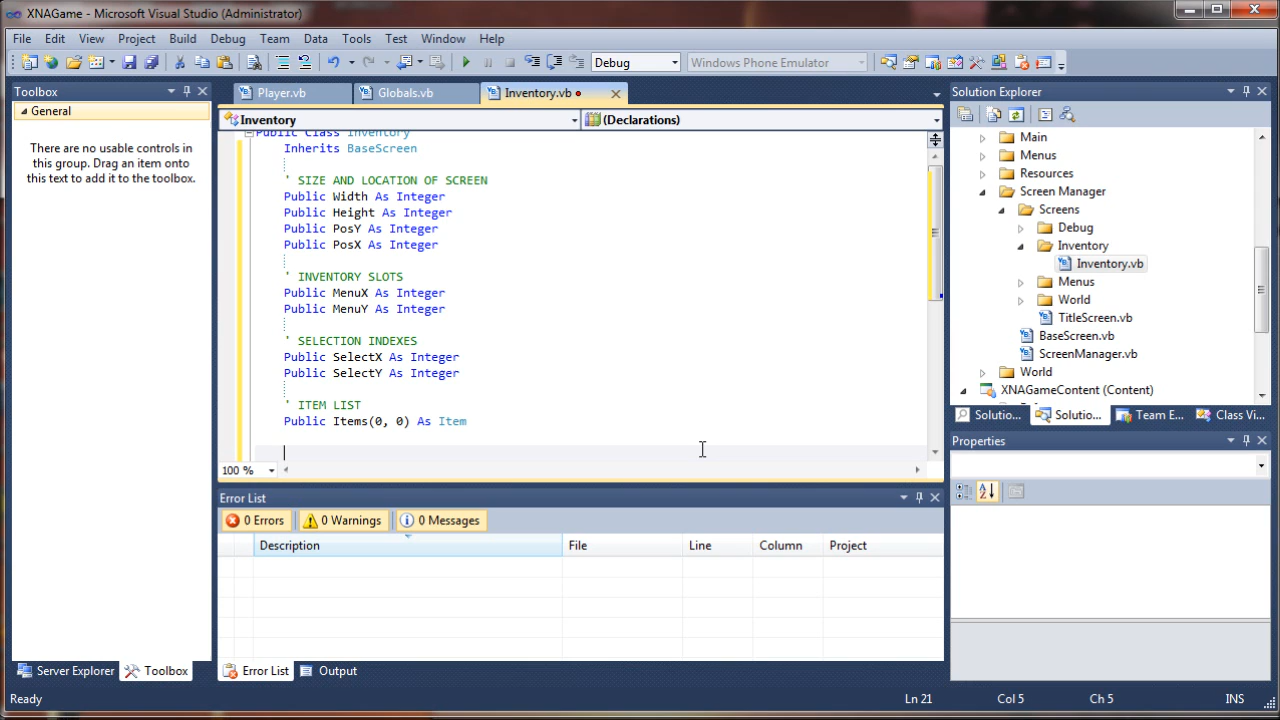 XNAGame - Microsoft Visual Studio (Administrator)
File Edit View Project Build Debug Team Data Tools Test Window Help
Debug Windows Phone Emulator
Toolbox
General
There are no usable controls in
this group. Drag an item onto
this text to add it to the toolbox.
Server Explorer Toolbox
Player.vb Globals.vb Inventory.vb
Inventory (Declarations)
Public Class Inventory
Inherits BaseScreen
' SIZE AND LOCATION OF SCREEN
Public Width As Integer
Public Height As Integer
Public PosY As Integer
Public PosX As Integer
' INVENTORY SLOTS
Public MenuX As Integer
Public MenuY As Integer
' SELECTION INDEXES
Public SelectX As Integer
Public SelectY As Integer
' ITEM LIST
Public Items(0, 0) As Item
100 %
Error List
0 Errors 0 Warnings 0 Messages
Description File Line Column Project
Error List Output
Solution Explorer
Main
Menus
Resources
Screen Manager
Screens
Debug
Inventory
Inventory.vb
Menus
World
TitleScreen.vb
BaseScreen.vb
ScreenManager.vb
World
XNAGameContent (Content)
Solutio... Solutio... Team E... Class Vi...
Properties
Ready Ln 21 Col 5 Ch 5 INS